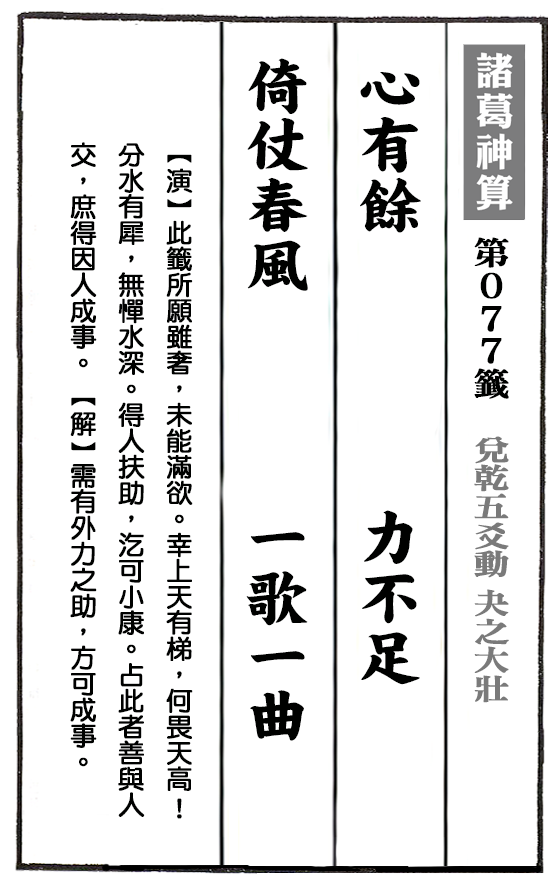 諸葛神算 第０７７籤 兌乾五爻動 夬之大壯
心有餘 力不足
倚仗春風 一歌一曲
【演】此籤所願雖奢，未能滿欲。幸上天有梯，何畏天高！
分水有犀，無憚水深。得人扶助，汔可小康。占此者善與人
交，庶得因人成事。【解】需有外力之助，方可成事。